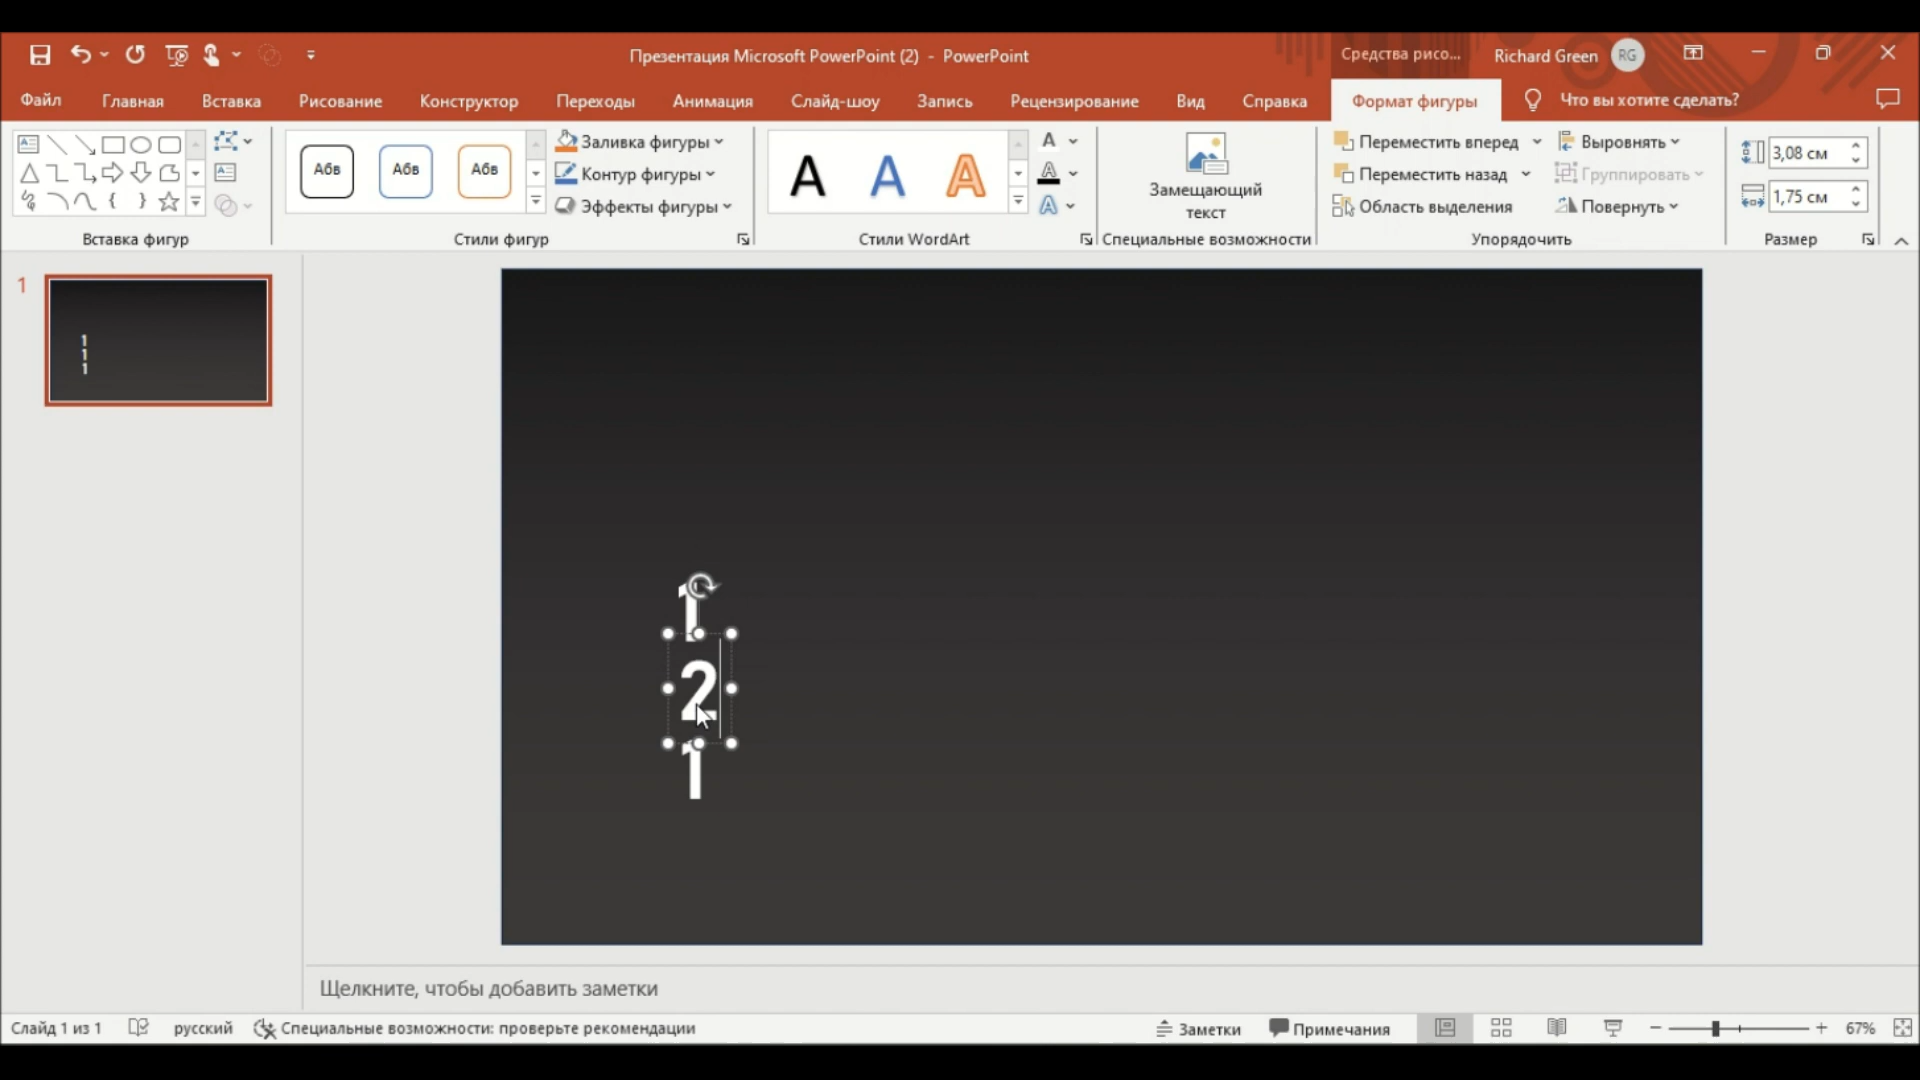 Презентация Microsoft PowerPoint (2) - PowerPoint
Средства рисо...
Richard Green
RG
Файл
Главная
Вставка
Рисование
Конструктор
Переходы
Анимация
Слайд-шоу
Запись
Рецензирование
Вид
Справка
Формат фигуры
Что вы хотите сделать?
Абв
Абв
Абв
Заливка фигуры
Контур фигуры
Эффекты фигуры
A
A
A
A
A
A
Замещающий
текст
Переместить вперед
Переместить назад
Область выделения
Выровнять
Группировать
Повернуть
3,08 см
1,75 см
Вставка фигур
Стили фигур
Стили WordArt
Специальные возможности
Упорядочить
Размер
1
1
1
1
1
2
1
Щелкните, чтобы добавить заметки
Слайд 1 из 1
русский
Специальные возможности: проверьте рекомендации
Заметки
Примечания
67%